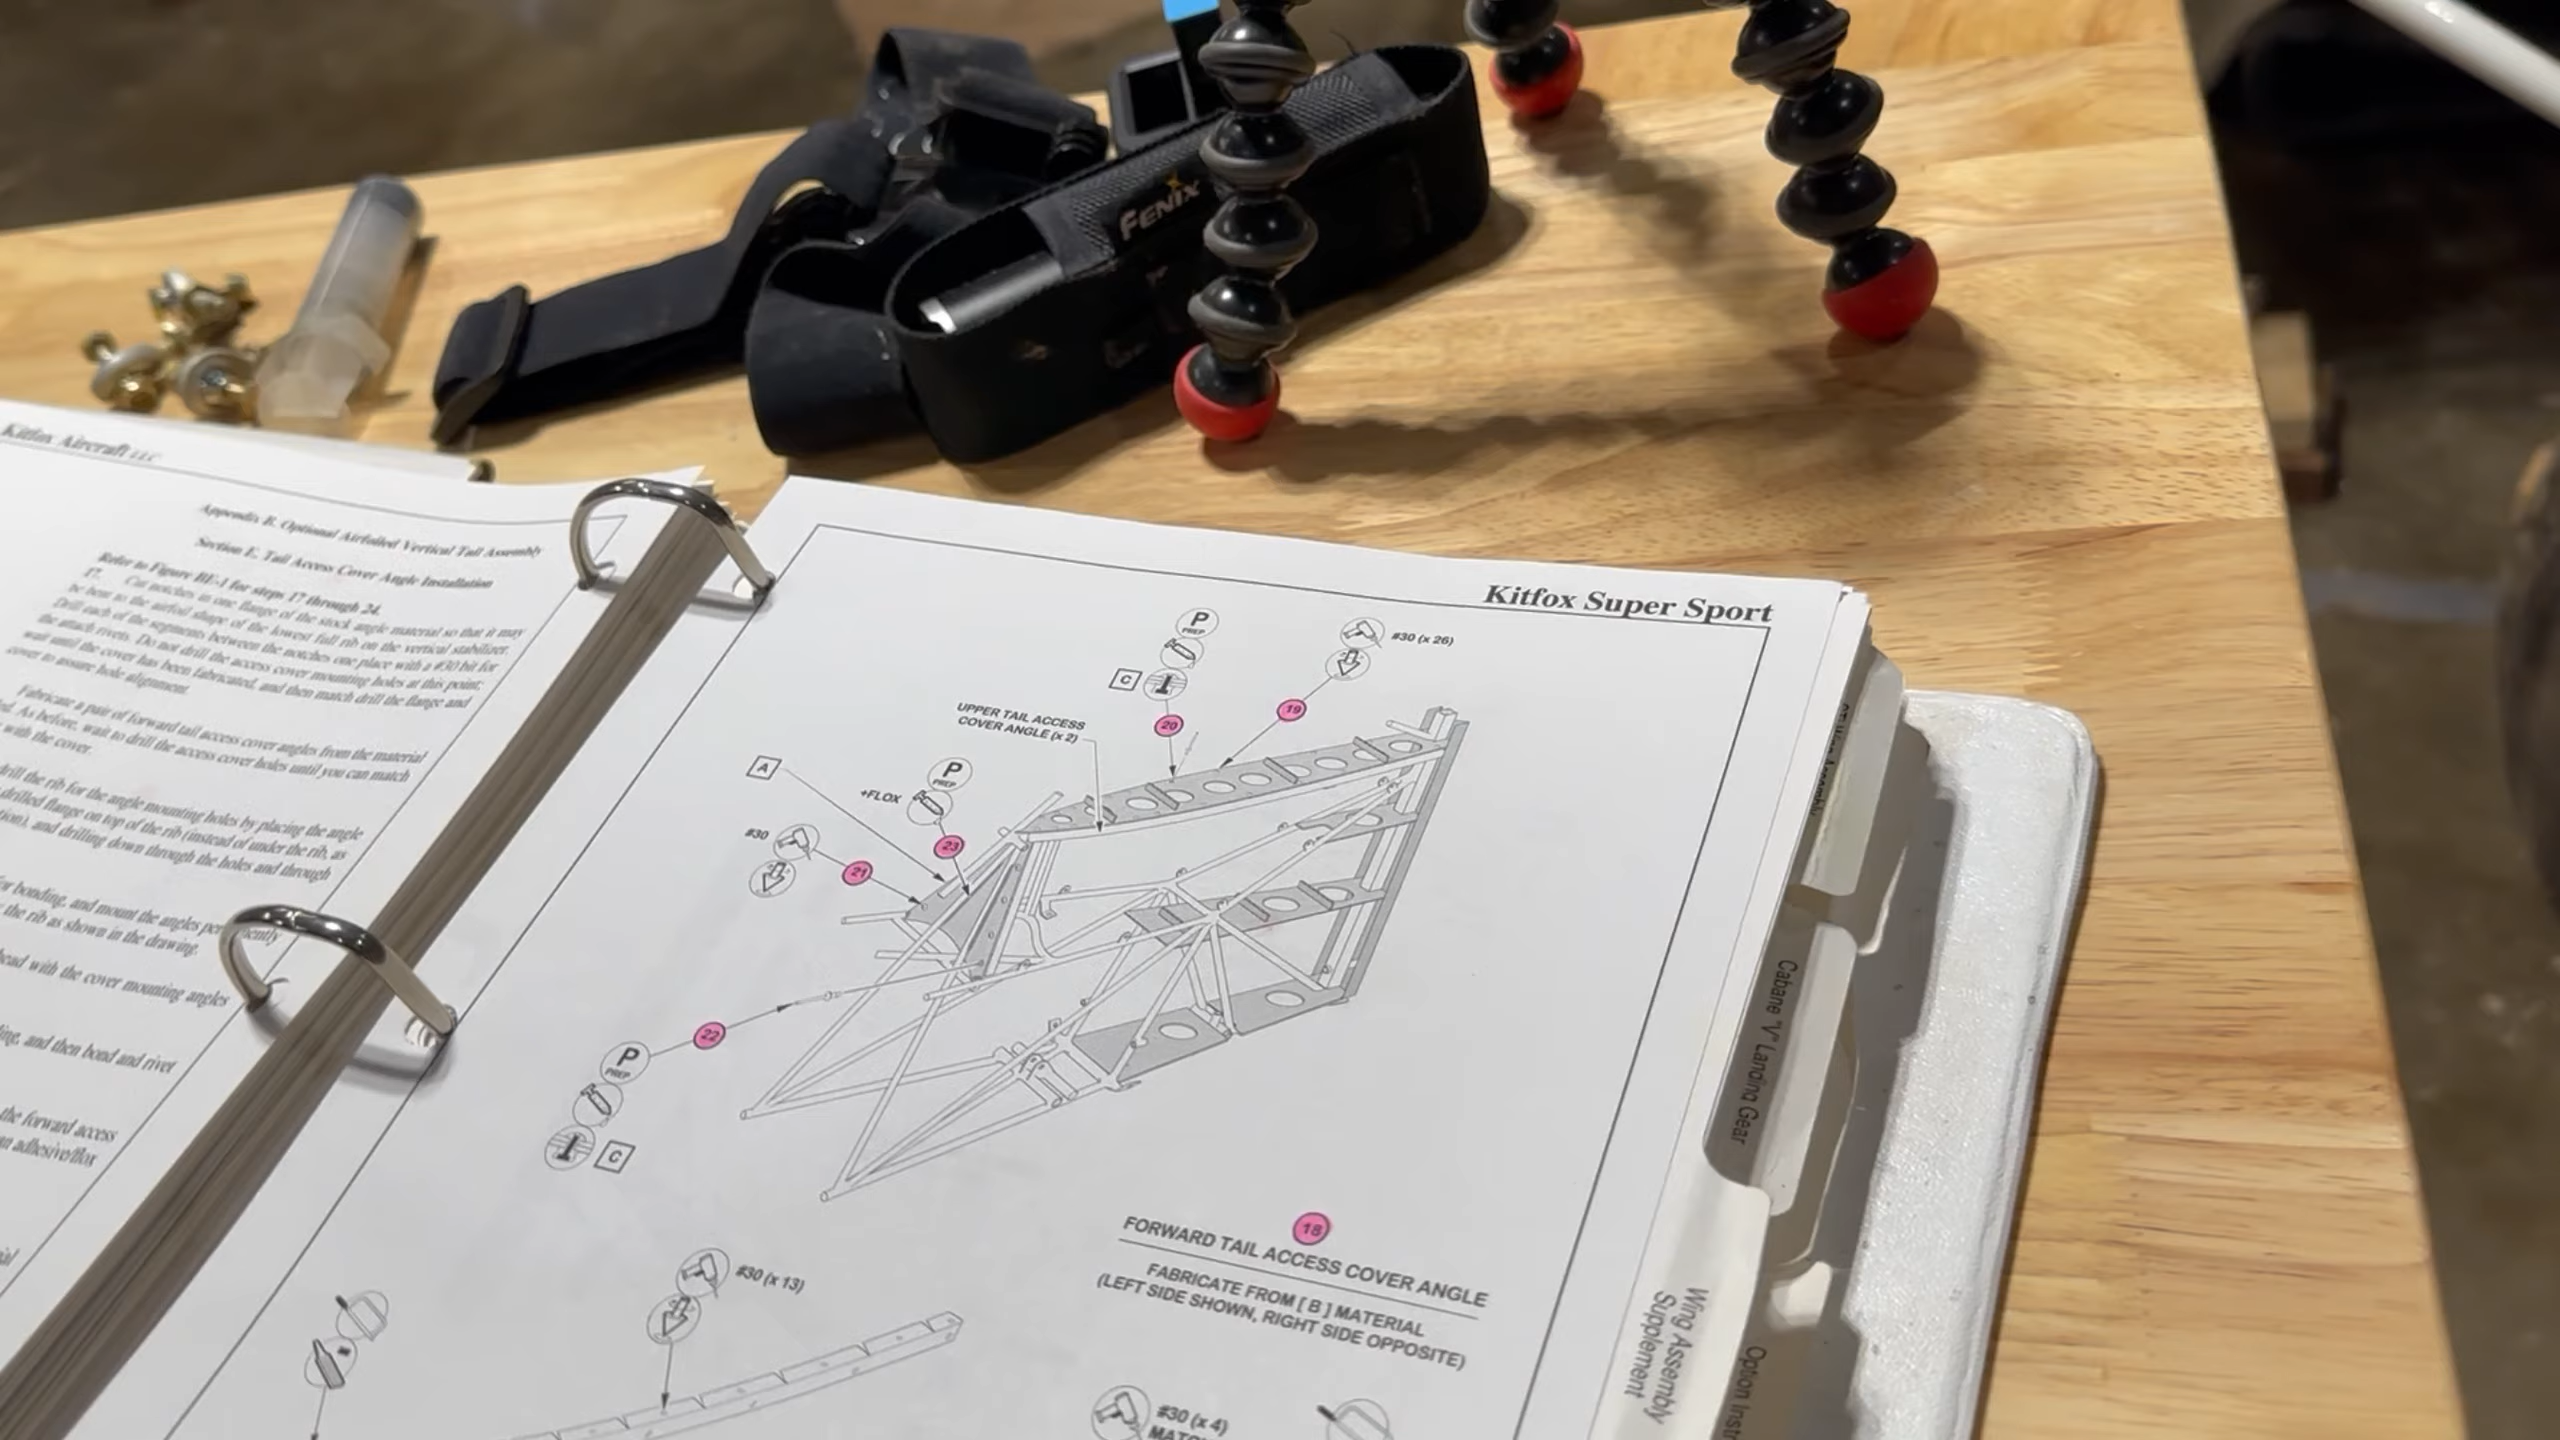 FENIX
Kitfox Aircraft LLC
Appendix B. Optional Airfoiled Vertical Tail Assembly
Section E. Tail Access Cover Angle Installation
Refer to Figure BE-1 for steps 17 through 24.
17. Cut notches in one flange of the stock angle material so that it may
be bent to the airfoil shape of the lowest full rib on the vertical stabilizer.
Drill each of the segments between the notches one place with a #30 bit for
the attach rivets. Do not drill the access cover mounting holes at this point;
wait until the cover has been fabricated, and then match drill the flange and
cover to assure hole alignment.
Fabricate a pair of forward tail access cover angles from the material
As before, wait to drill the access cover holes until you can match
with the cover.
drill the rib for the angle mounting holes by placing the angle
drilled flange on top of the rib (instead of under the rib, as
and drilling down through the holes and through
for bonding, and mount the angles
the rib as shown in the drawing.
with the cover mounting angles
and then bond and rivet
the forward access
adhesive/flox
Kitfox Super Sport
P
PREP
#30 (x 26)
C
20
19
UPPER TAIL ACCESS
COVER ANGLE (x 2)
A
P
PREP
+FLOX
#30
23
21
22
P
PREP
C
18
FORWARD TAIL ACCESS COVER ANGLE
FABRICATE FROM [ B ] MATERIAL
(LEFT SIDE SHOWN, RIGHT SIDE OPPOSITE)
#30 (x 13)
#30 (x 4)
Cabane "V" Landing Gear
Wing Assembly
Supplement
Option